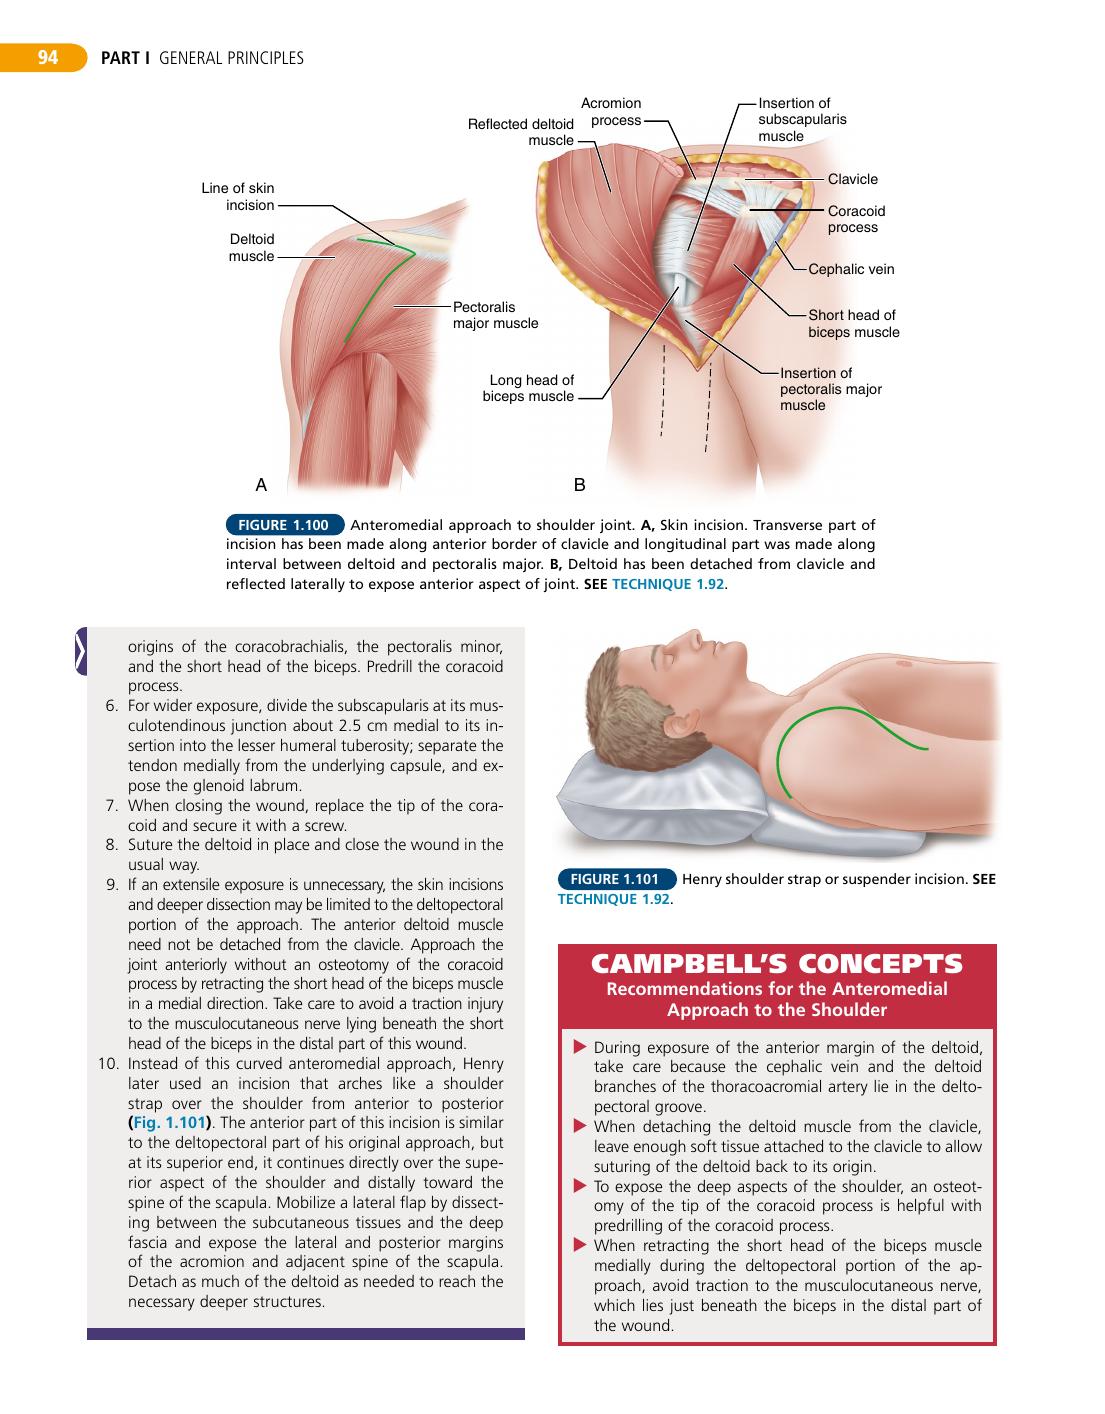 94
PART I GENERAL PRINCIPLES
Line of skin
incision
Deltoid
muscle
Pectoralis
major muscle
A
Reflected deltoid
muscle
Acromion
process
Insertion of
subscapularis
muscle
Clavicle
Coracoid
process
Cephalic vein
Short head of
biceps muscle
Insertion of
pectoralis major
muscle
Long head of
biceps muscle
B
FIGURE 1.100 Anteromedial approach to shoulder joint. A, Skin incision. Transverse part of
incision has been made along anterior border of clavicle and longitudinal part was made along
interval between deltoid and pectoralis major. B, Deltoid has been detached from clavicle and
reflected laterally to expose anterior aspect of joint. SEE TECHNIQUE 1.92.
origins of the coracobrachialis, the pectoralis minor,
and the short head of the biceps. Predrill the coracoid
process.
6. For wider exposure, divide the subscapularis at its mus-
culotendinous junction about 2.5 cm medial to its in-
sertion into the lesser humeral tuberosity; separate the
tendon medially from the underlying capsule, and ex-
pose the glenoid labrum.
7. When closing the wound, replace the tip of the cora-
coid and secure it with a screw.
8. Suture the deltoid in place and close the wound in the
usual way.
9. If an extensile exposure is unnecessary, the skin incisions
and deeper dissection may be limited to the deltopectoral
portion of the approach. The anterior deltoid muscle
need not be detached from the clavicle. Approach the
joint anteriorly without an osteotomy of the coracoid
process by retracting the short head of the biceps muscle
in a medial direction. Take care to avoid a traction injury
to the musculocutaneous nerve lying beneath the short
head of the biceps in the distal part of this wound.
10. Instead of this curved anteromedial approach, Henry
later used an incision that arches like a shoulder
strap over the shoulder from anterior to posterior
(Fig. 1.101). The anterior part of this incision is similar
to the deltopectoral part of his original approach, but
at its superior end, it continues directly over the supe-
rior aspect of the shoulder and distally toward the
spine of the scapula. Mobilize a lateral flap by dissect-
ing between the subcutaneous tissues and the deep
fascia and expose the lateral and posterior margins
of the acromion and adjacent spine of the scapula.
Detach as much of the deltoid as needed to reach the
necessary deeper structures.
FIGURE 1.101 Henry shoulder strap or suspender incision. SEE
TECHNIQUE 1.92.
CAMPBELL'S CONCEPTS
Recommendations for the Anteromedial
Approach to the Shoulder
▶ During exposure of the anterior margin of the deltoid,
take care because the cephalic vein and the deltoid
branches of the thoracoacromial artery lie in the delto-
pectoral groove.
▶ When detaching the deltoid muscle from the clavicle,
leave enough soft tissue attached to the clavicle to allow
suturing of the deltoid back to its origin.
▶ To expose the deep aspects of the shoulder, an osteot-
omy of the tip of the coracoid process is helpful with
predrilling of the coracoid process.
▶ When retracting the short head of the biceps muscle
medially during the deltopectoral portion of the ap-
proach, avoid traction to the musculocutaneous nerve,
which lies just beneath the biceps in the distal part of
the wound.